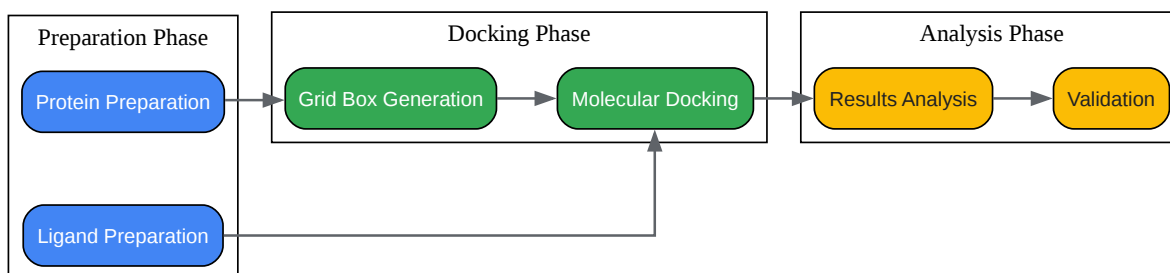 Preparation Phase
Protein Preparation
Ligand Preparation
Docking Phase
Grid Box Generation
Molecular Docking
Analysis Phase
Results Analysis
Validation